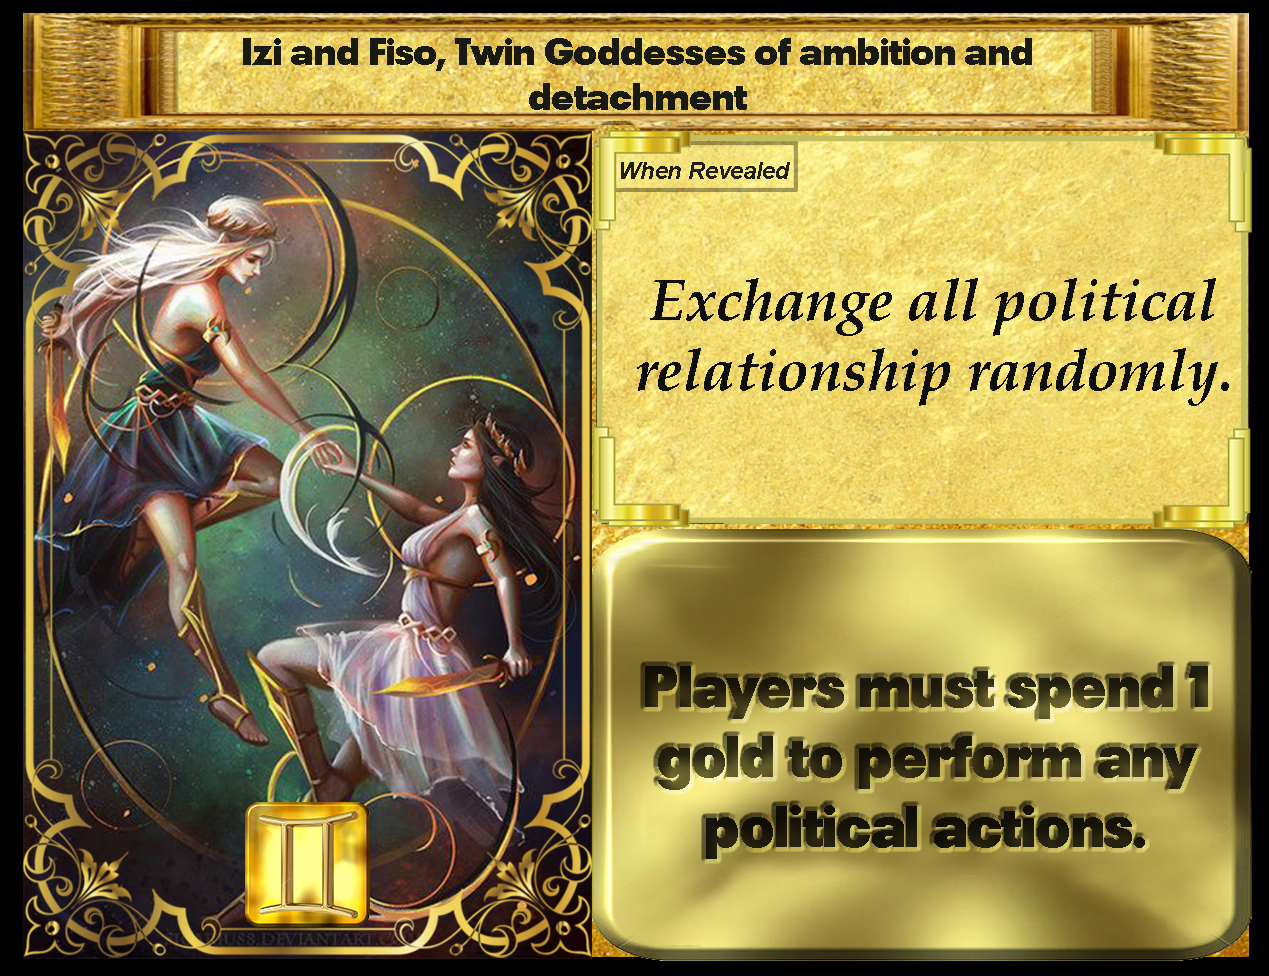 Izi and Fiso, Twin Goddesses of ambition and
detachment
When Revealed
Exchange all political
relationship randomly.
Players must spend 1
gold to perform any
political actions.